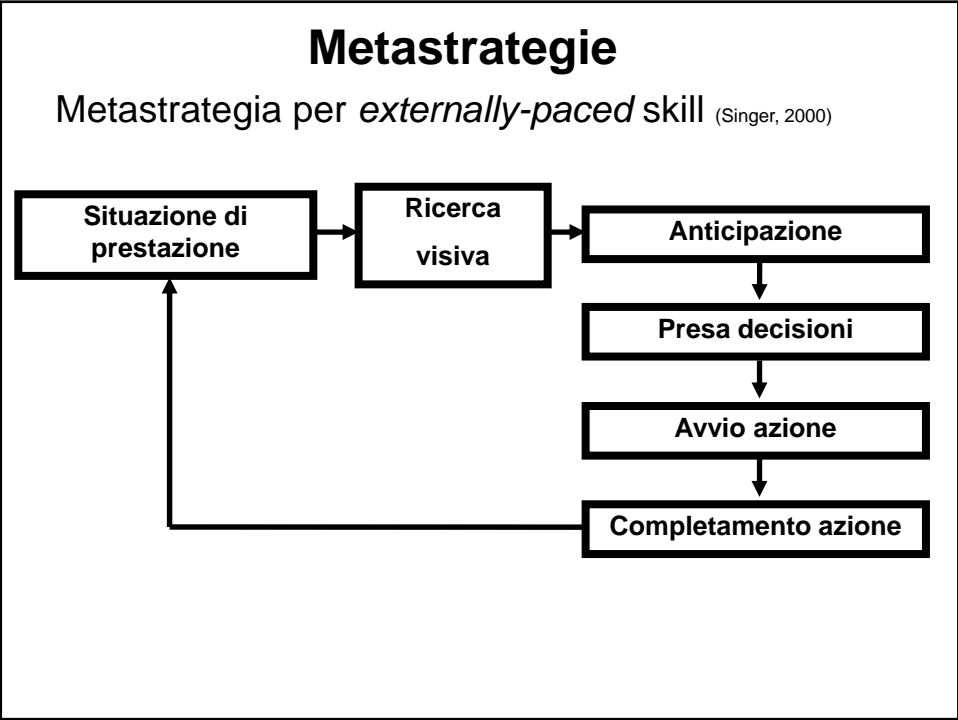 Metastrategie
Metastrategia per externally-paced skill (Singer, 2000)
Situazione di
prestazione
Ricerca
visiva
Anticipazione
Presa decisioni
Avvio azione
Completamento azione